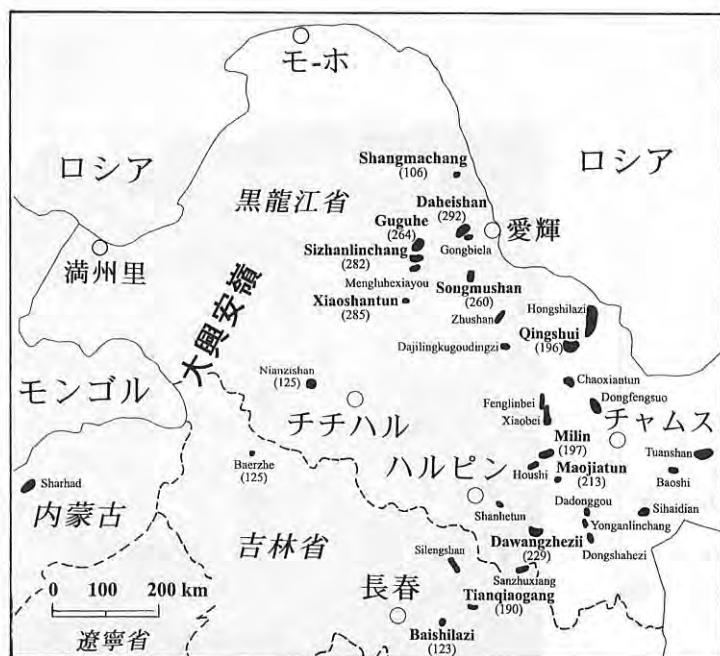 モ-ホ
ロシア
ロシア
Shangmachang
(106)
黒龍江省
Daheishan
(292)
Guguhe
(264)
愛輝
Gongbiela
Sizhanlinchang
(282)
満州里
Mengluhexiayou
Songmushan
(260)
Xiaoshantun
(285)
Hongshilazi
Zhushan
大興安嶺
Qingshui
(196)
Dajilingkugoudingzi
Nianzishan
(125)
Chaoxiantun
モンゴル
チチハル
Fenglinbei
Dongfengsuo
Xiaobei
チャムス
Milin
(197)
Tuanshan
Baerzhe
(125)
ハルピン
Houshi
Maojiatun
(213)
Baoshi
Sharhad
内蒙古
Shanhetun
Dadonggou
Sihaidian
Yonganlinchang
吉林省
Dawangzhezii
(229)
Dongshahezi
Silengshan
Sanzhuxiang
0 100 200 km
長春
Tianqiaogang
(190)
遼寧省
Baishilazi
(123)